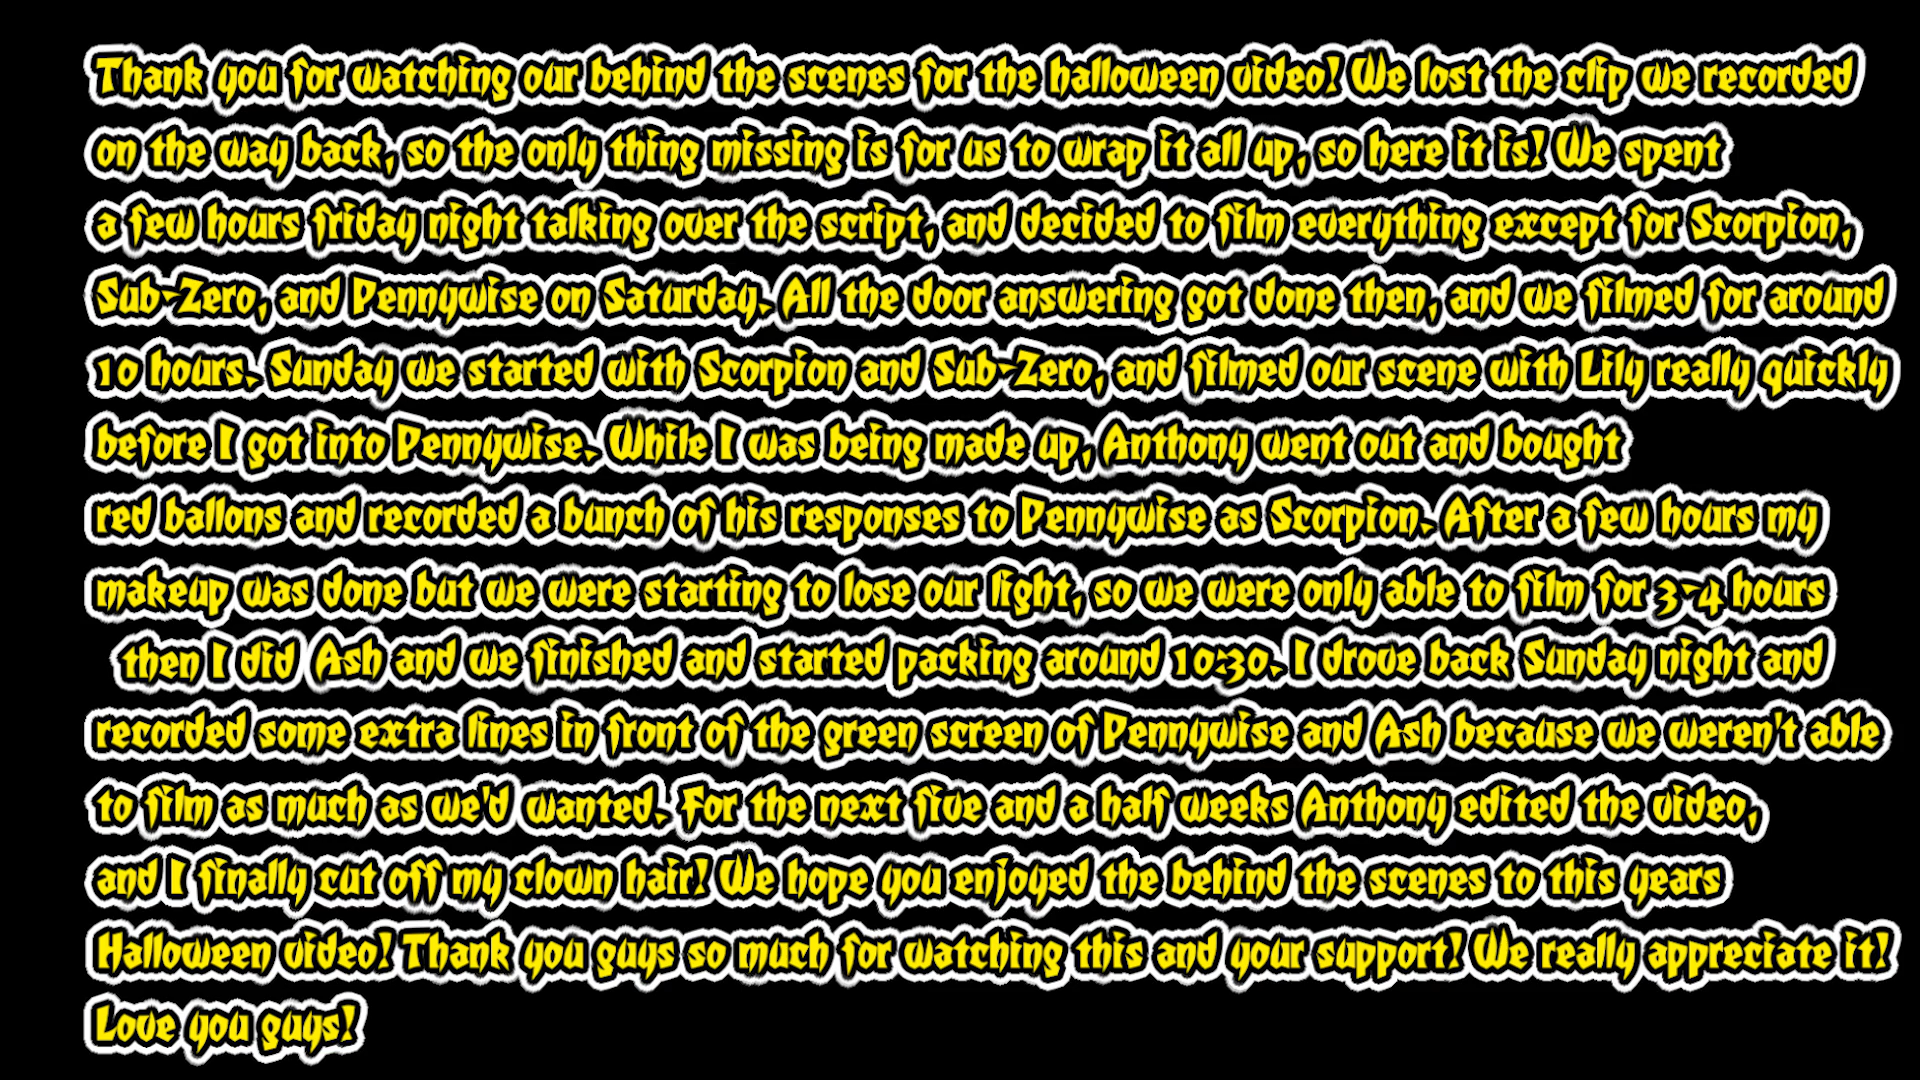 Thank you for watching our behind the scenes for the halloween video! We lost the clip we recorded
on the way back, so the only thing missing is for us to wrap it all up, so here it is! We spent
a few hours friday night talking over the script, and decided to film everything except for Scorpion,
Sub-Zero, and Pennywise on Saturday. All the door answering got done then, and we filmed for around
10 hours. Sunday we started with Scorpion and Sub-Zero, and filmed our scene with Lily really quickly
before I got into Pennywise. While I was being made up, Anthony went out and bought
red ballons and recorded a bunch of his responses to Pennywise as Scorpion. After a few hours my
makeup was done but we were starting to lose our light, so we were only able to film for 3-4 hours
then I did Ash and we finished and started packing around 10:30. I drove back Sunday night and
recorded some extra lines in front of the green screen of Pennywise and Ash because we weren't able
to film as much as we'd wanted. For the next five and a half weeks Anthony edited the video,
and I finally cut off my clown hair! We hope you enjoyed the behind the scenes to this years
Halloween video! Thank you guys so much for watching this and your support! We really appreciate it!
Love you guys!